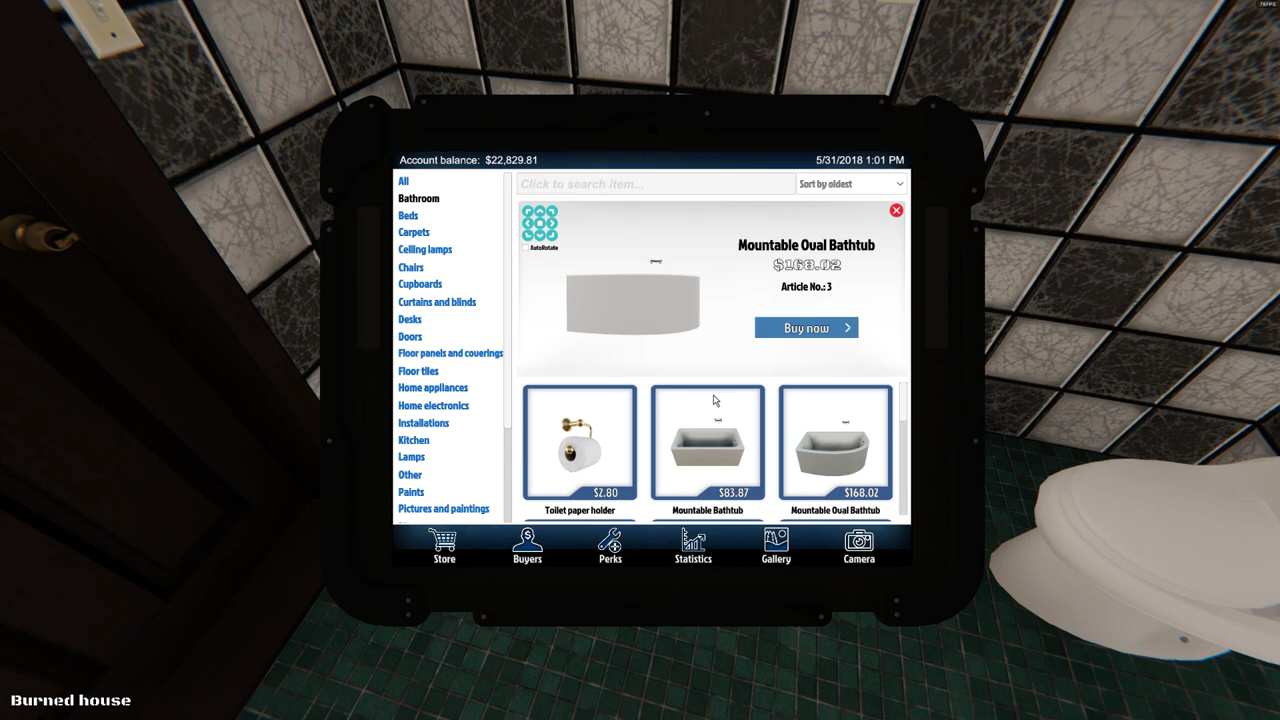 78FPS
Account balance: $22,829.81
5/31/2018 1:01 PM
All
Bathroom
Beds
Carpets
Ceiling lamps
Chairs
Cupboards
Curtains and blinds
Desks
Doors
Floor panels and coverings
Floor tiles
Home appliances
Home electronics
Installations
Kitchen
Lamps
Other
Paints
Pictures and paintings
Click to search item...
Sort by oldest
AutoRotate
Mountable Oval Bathtub
$168.02
Article No.: 3
Buy now
$2.80
$83.87
$168.02
Toilet paper holder
Mountable Bathtub
Mountable Oval Bathtub
Store
Buyers
Perks
Statistics
Gallery
Camera
Burned house